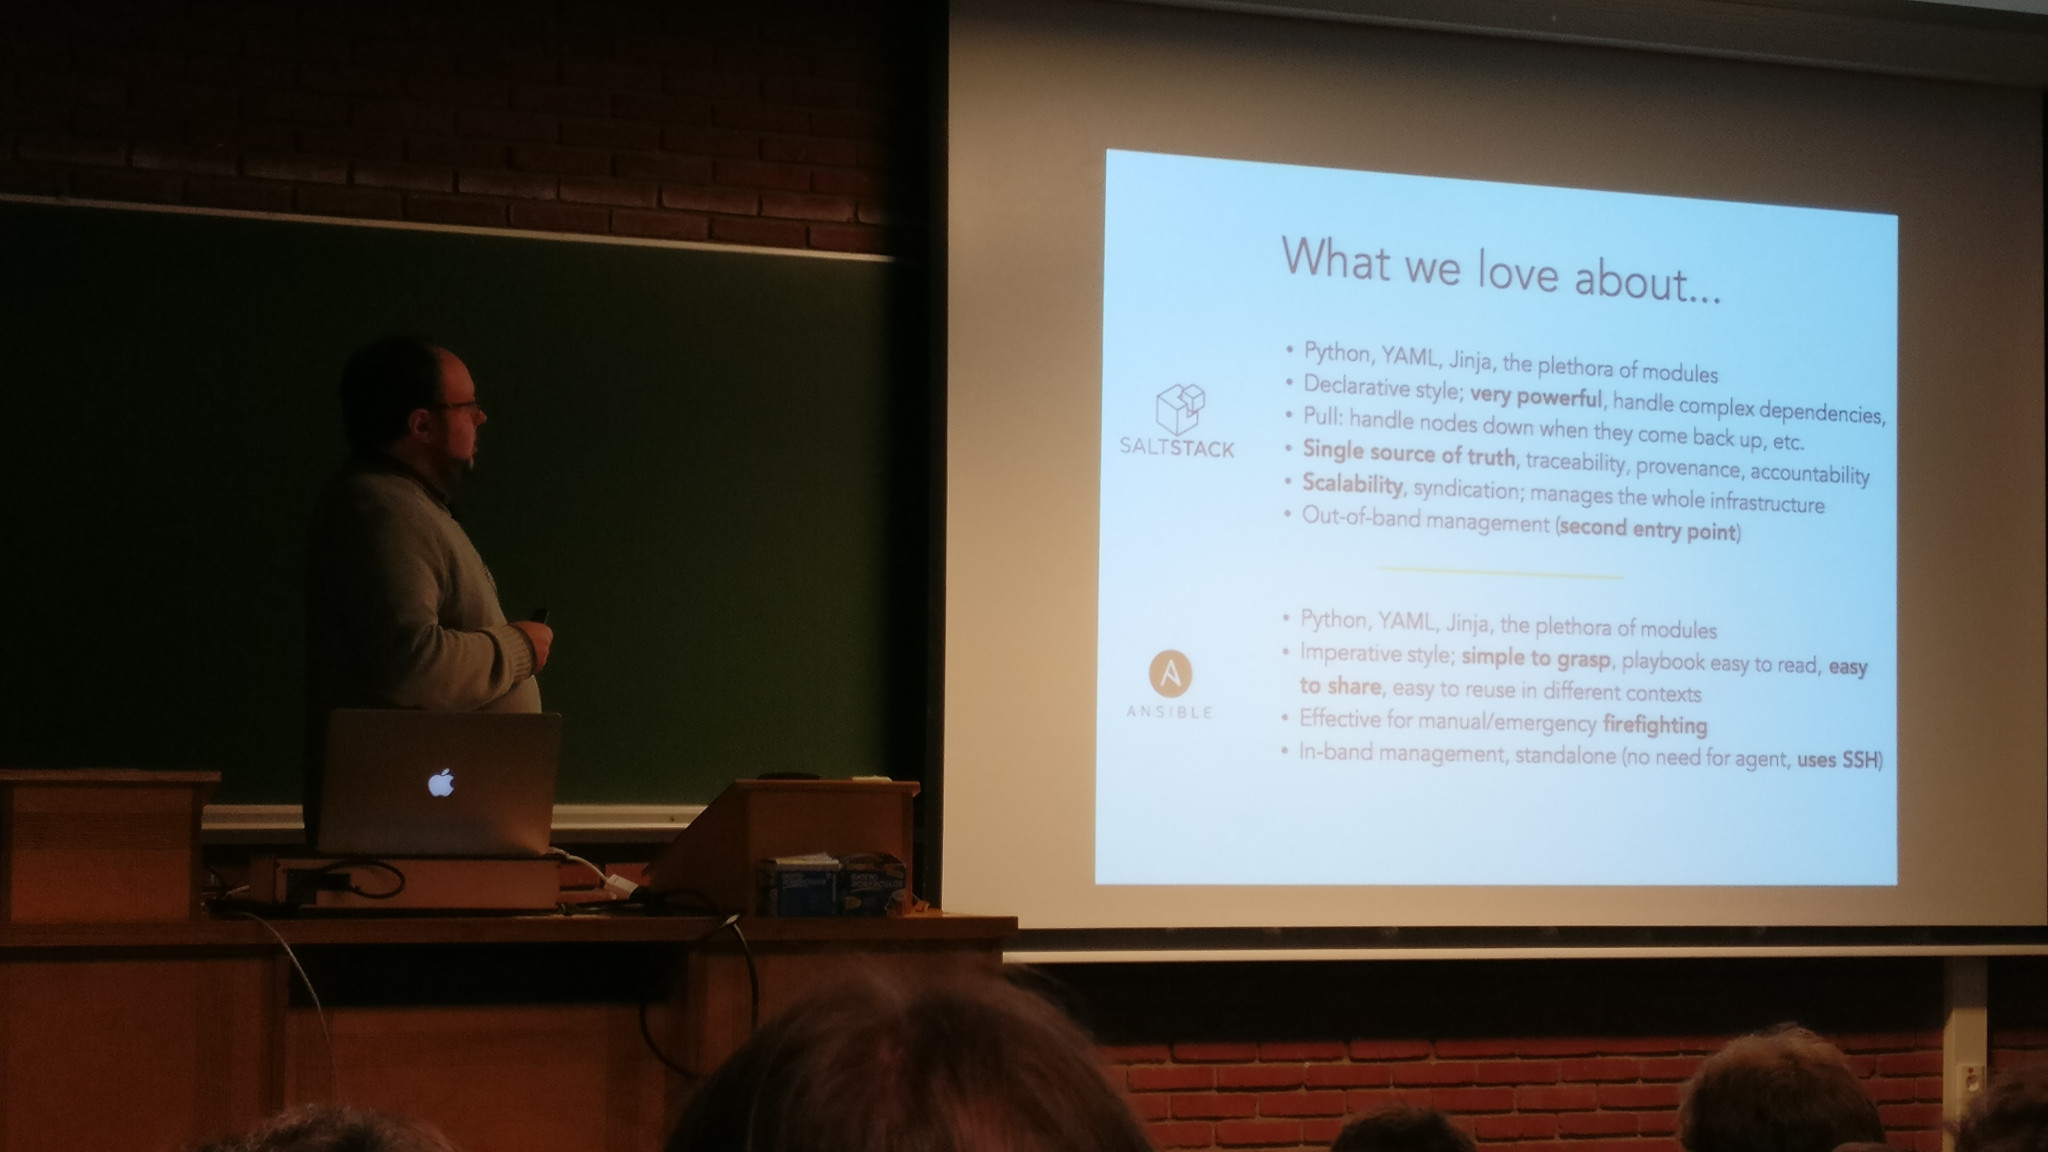 What we love about...
• Python, YAML, Jinja, the plethora of modules
• Declarative style; very powerful, handle complex dependencies,
• Pull: handle nodes down when they come back up, etc.
SALTSTACK
• Single source of truth, traceability, provenance, accountability
• Scalability, syndication; manages the whole infrastructure
• Out-of-band management (second entry point)
• Python, YAML, Jinja, the plethora of modules
• Imperative style; simple to grasp, playbook easy to read, easy
to share, easy to reuse in different contexts
ANSIBLE
• Effective for manual/emergency firefighting
• In-band management, standalone (no need for agent, uses SSH)